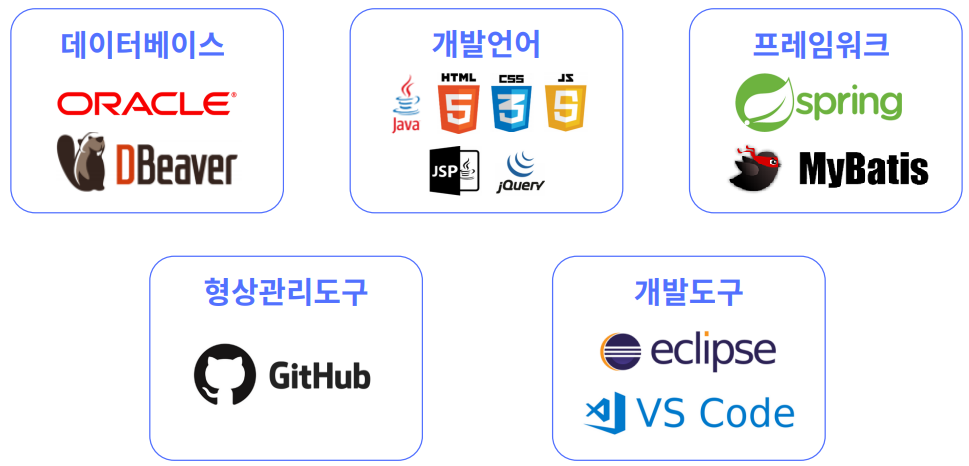 데이터베이스
ORACLE®
DBeaver
개발언어
Java
HTML
5
CSS
3
JS
5
JSP
jQuery
프레임워크
spring
MyBatis
형상관리도구
GitHub
개발도구
eclipse
VS Code